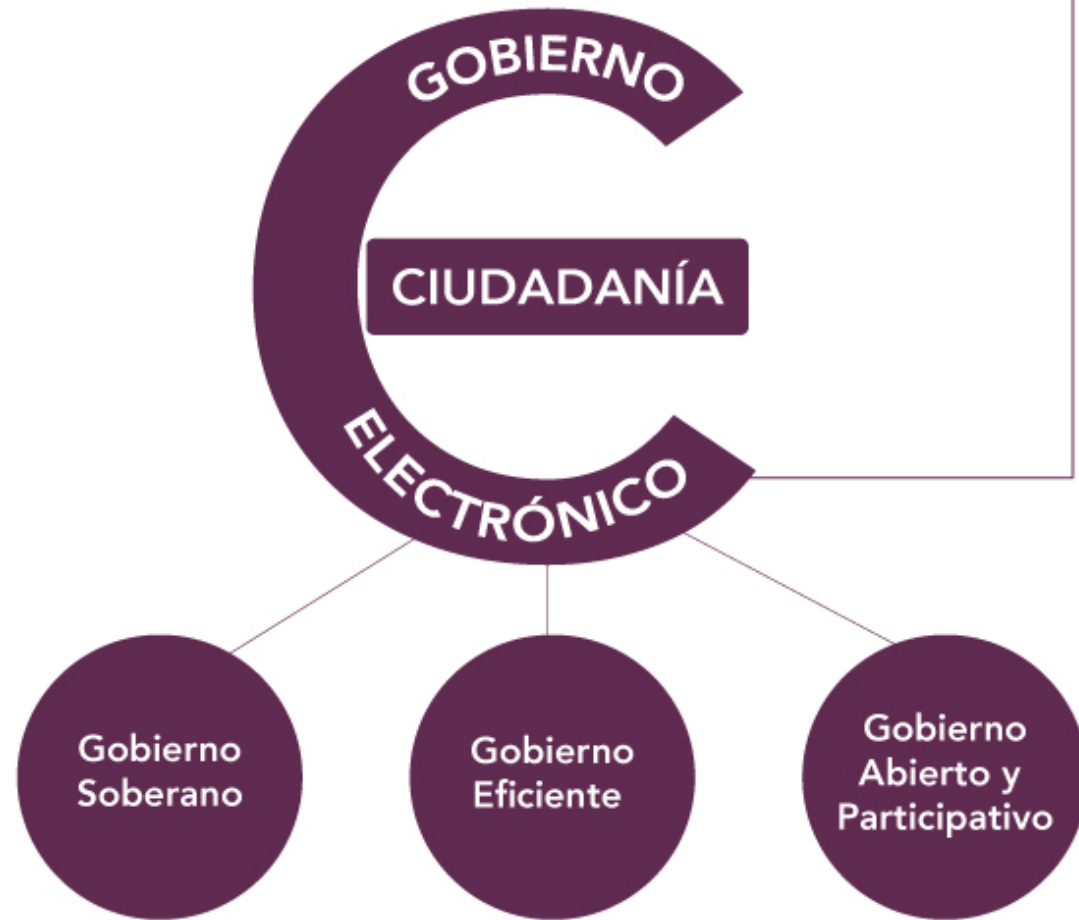 GOBIERNO
CIUDADANÍA
ELECTRÓNICO
Gobierno
Soberano
Gobierno
Eficiente
Gobierno
Abierto y
Participativo